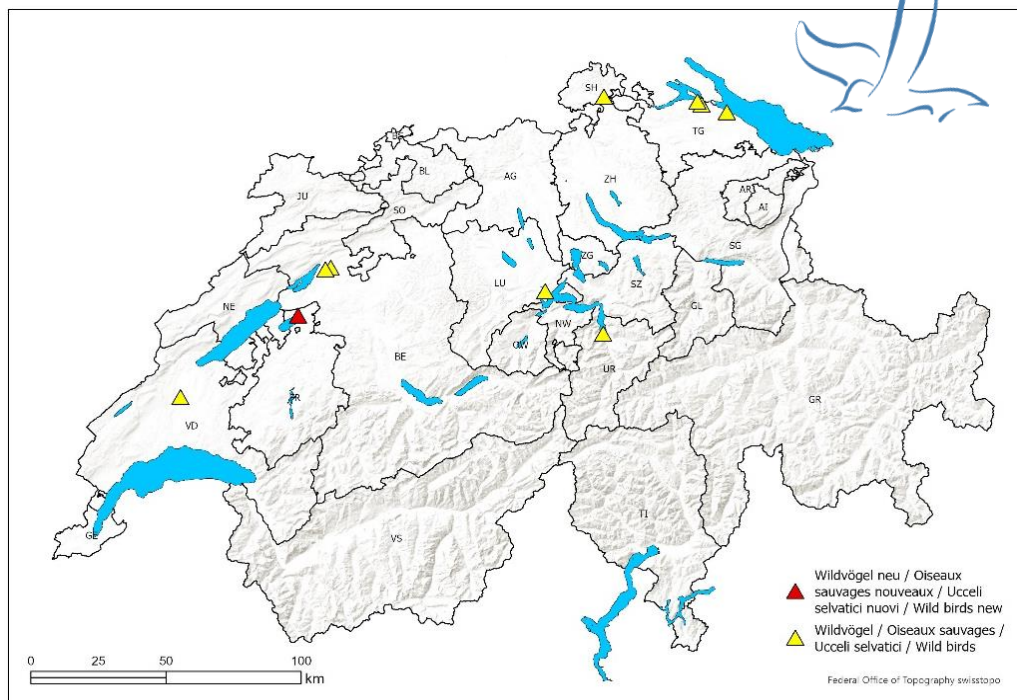 SH
TG
BS
BL
AG
ZH
AR
AI
JU
SO
SG
ZG
LU
SZ
NE
GL
NW
OW
BE
UR
FR
GR
VD
TI
GE
VS
Wildvögel neu / Oiseaux
sauvages nouveaux / Ucceli
selvatici nuovi / Wild birds new
Wildvögel / Oiseaux sauvages /
Ucceli selvatici / Wild birds
0 25 50 100
km
Federal Office of Topography swisstopo